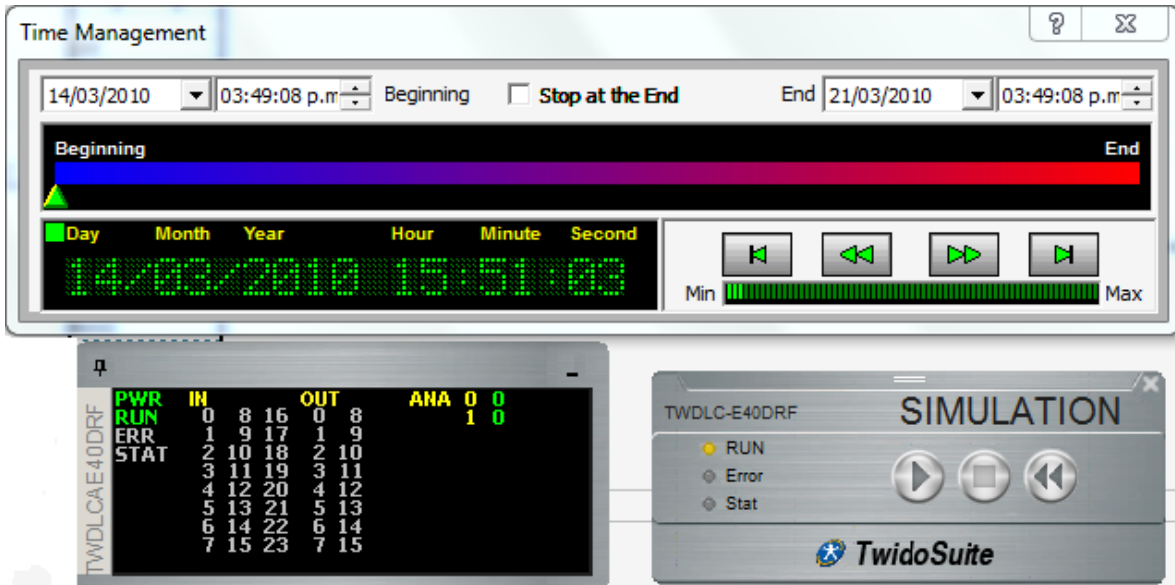 Time Management
14/03/2010 03:49:08 p.m Beginning Stop at the End End 21/03/2010 03:49:08 p.m
Beginning End
Day Month Year Hour Minute Second
14/03/2010 15:51:03
Min Max
TWDLCAE40DRF
PWR IN OUT ANA 0 0
RUN 0 8 16 0 8 1 0
ERR 1 9 17 1 9
STAT 2 10 18 2 10
3 11 19 3 11
4 12 20 4 12
5 13 21 5 13
6 14 22 6 14
7 15 23 7 15
TWDLC-E40DRF SIMULATION
RUN
Error
Stat
TwidoSuite